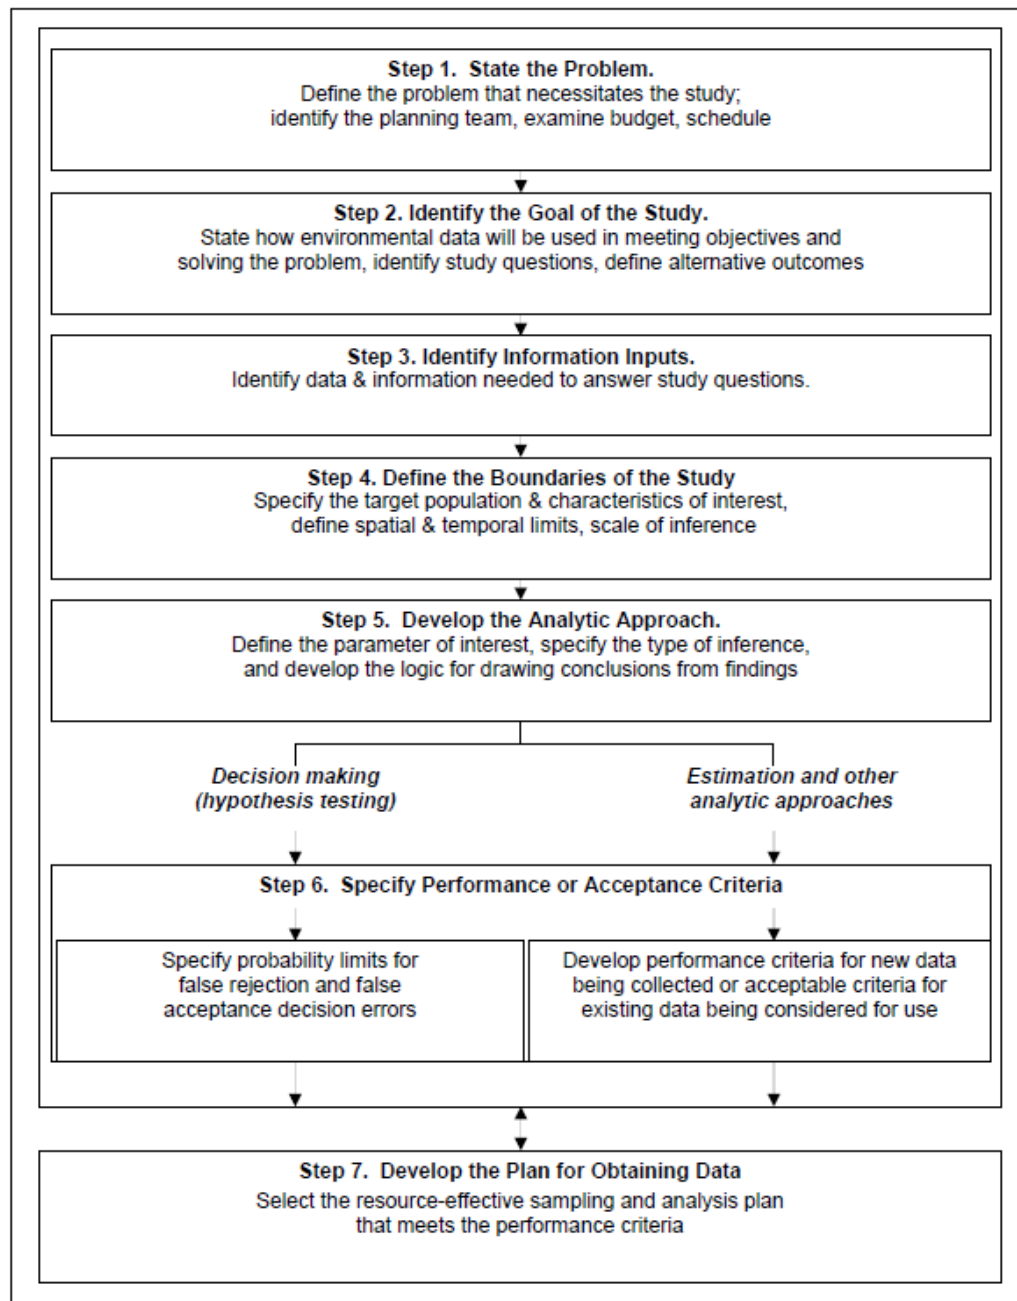 Step 1.  State the Problem.
Define the problem that necessitates the study;
identify the planning team, examine budget, schedule
Step 2. Identify the Goal of the Study.
State how environmental data will be used in meeting objectives and
solving the problem, identify study questions, define alternative outcomes
Step 3. Identify Information Inputs.
Identify data & information needed to answer study questions.
Step 4. Define the Boundaries of the Study
Specify the target population & characteristics of interest,
define spatial & temporal limits, scale of inference
Step 5.  Develop the Analytic Approach.
Define the parameter of interest, specify the type of inference,
and develop the logic for drawing conclusions from findings
Decision making
(hypothesis testing)
Estimation and other
analytic approaches
Step 6.  Specify Performance or Acceptance Criteria
Specify probability limits for
false rejection and false
acceptance decision errors
Develop performance criteria for new data
being collected or acceptable criteria for
existing data being considered for use
Step 7.  Develop the Plan for Obtaining Data
Select the resource-effective sampling and analysis plan
that meets the performance criteria